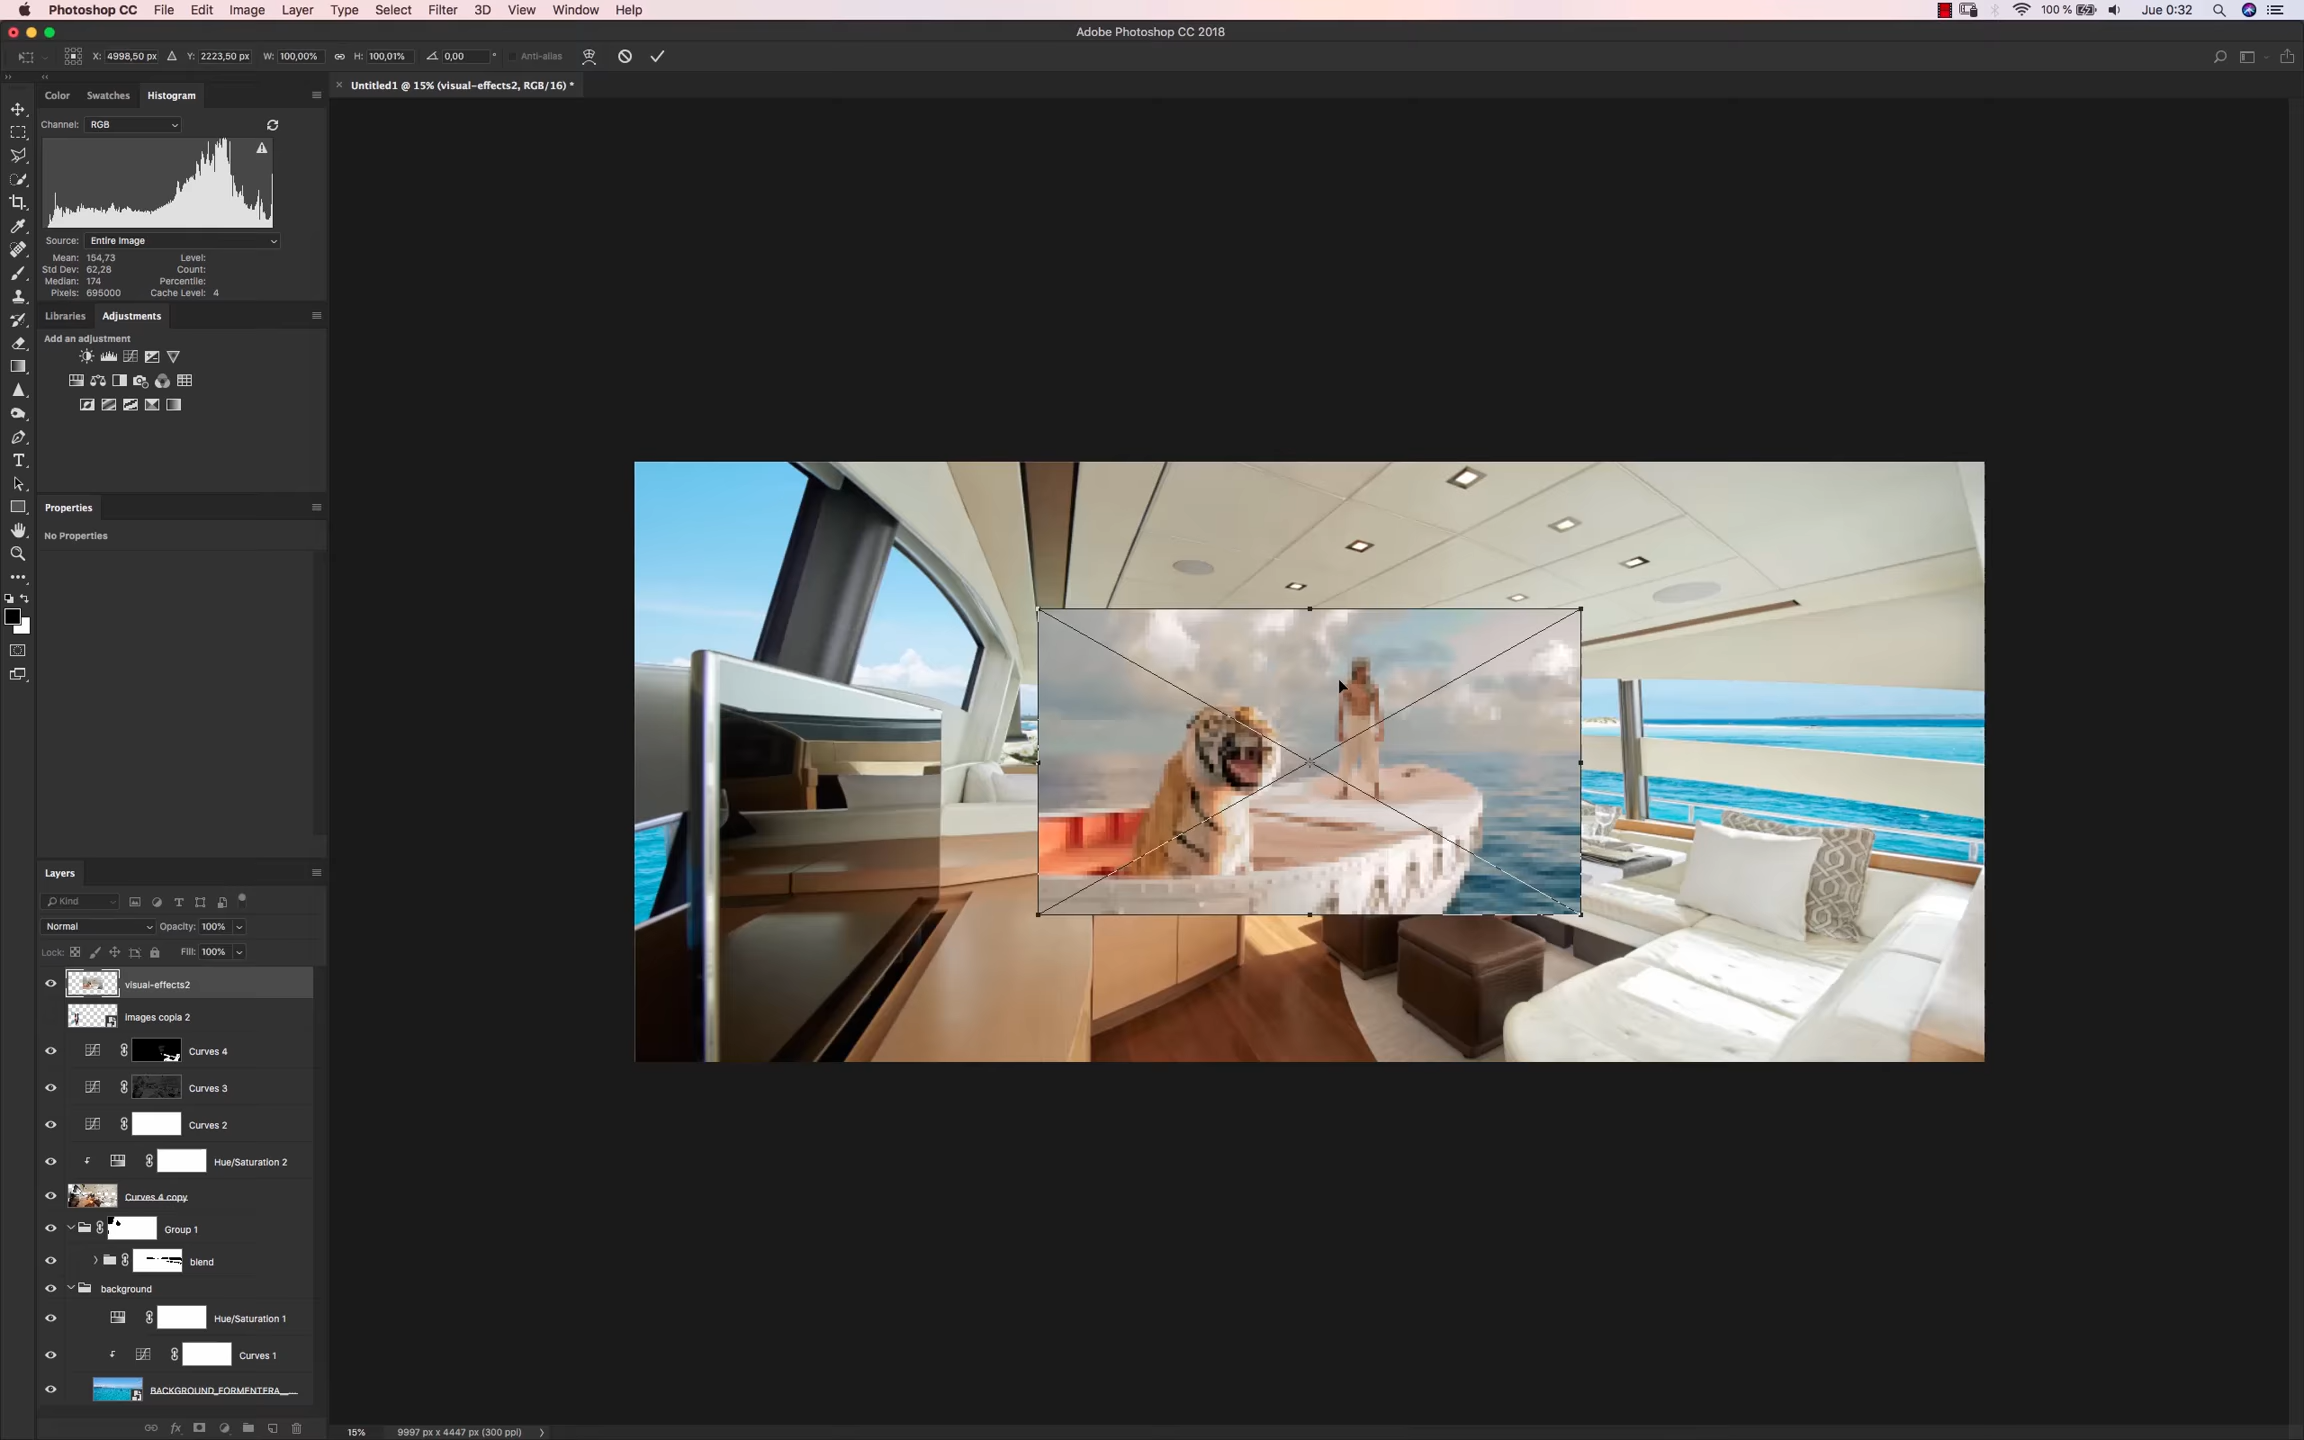 Photoshop CC File Edit Image Layer Type Select Filter 3D View Window Help 100 % Jue 0:32
Adobe Photoshop CC 2018
X: 4998,50 px Y: 2223,50 px W: 100,00% H: 100,01% 0,00 ° Anti-alias
Untitled1 @ 15% (visual-effects2, RGB/16) *
Color Swatches Histogram
Channel: RGB
Source: Entire Image
Mean: 154,73 Level:
Std Dev: 62,28 Count:
Median: 174 Percentile:
Pixels: 695000 Cache Level: 4
Libraries Adjustments
Add an adjustment
Properties
No Properties
Layers
Kind
Normal Opacity: 100%
Lock: Fill: 100%
visual-effects2
images copia 2
Curves 4
Curves 3
Curves 2
Hue/Saturation 2
Curves 4 copy
Group 1
blend
background
Hue/Saturation 1
Curves 1
BACKGROUND_FORMENTERA__...
15% 9997 px x 4447 px (300 ppi)